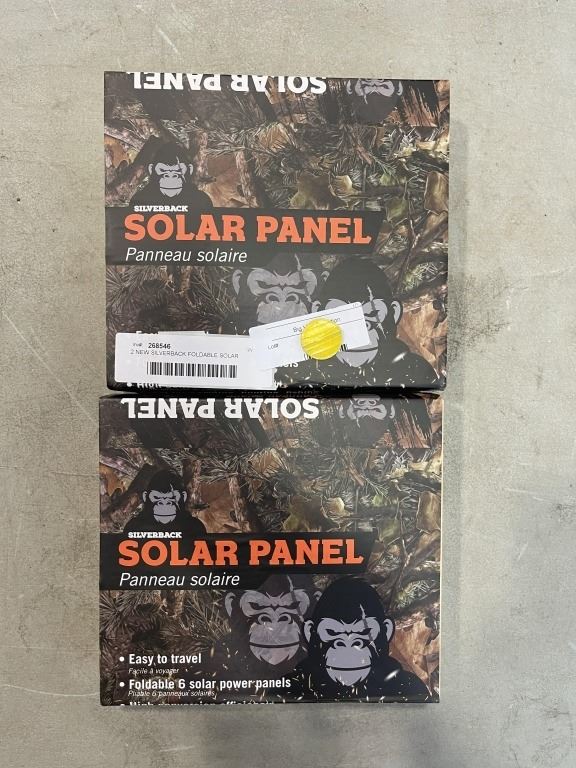 SOLAR PANEL
SILVERBACK
SOLAR PANEL
Panneau solaire
268546
2 NEW SILVERBACK FOLDABLE SOLAR
Lot#
SOLAR PANEL
SILVERBACK
SOLAR PANEL
Panneau solaire
• Easy to travel
Facile à voyager
• Foldable 6 solar power panels
Pliable 6 panneaux solaires